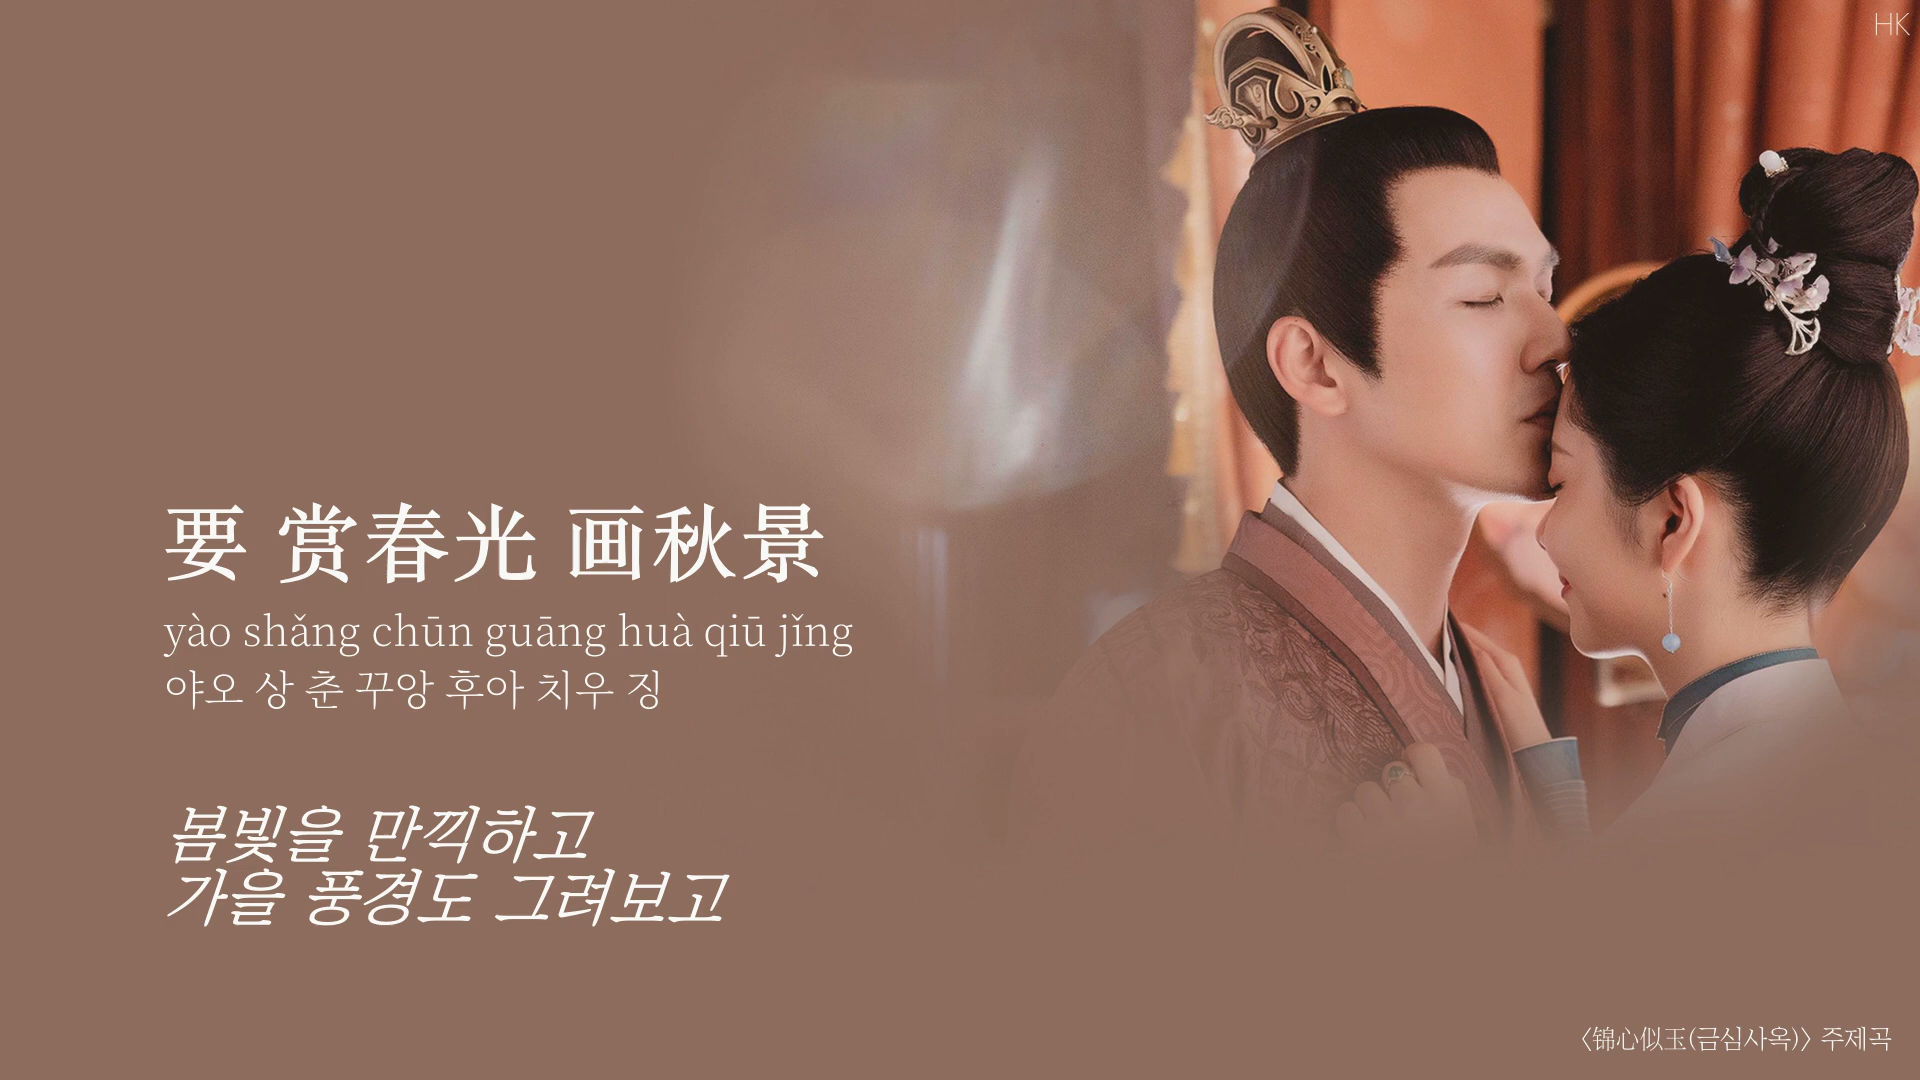 HK
要 赏春光 画秋景
yào shǎng chūn guāng huà qiū jǐng
야오 상 춘 꾸앙 후아 치우 징
봄빛을 만끽하고
가을 풍경도 그려보고
〈锦心似玉(금심사옥)〉 주제곡